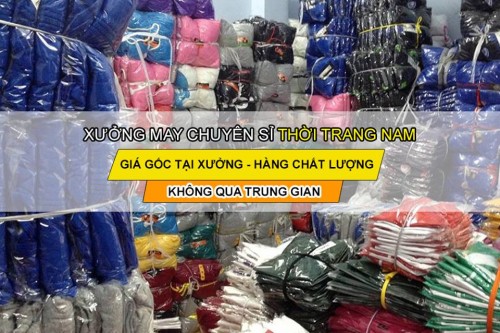 XƯỞNG MAY CHUYÊN SỈ THỜI TRANG NAM
GIÁ GỐC TẠI XƯỞNG - HÀNG CHẤT LƯỢNG
KHÔNG QUA TRUNG GIAN